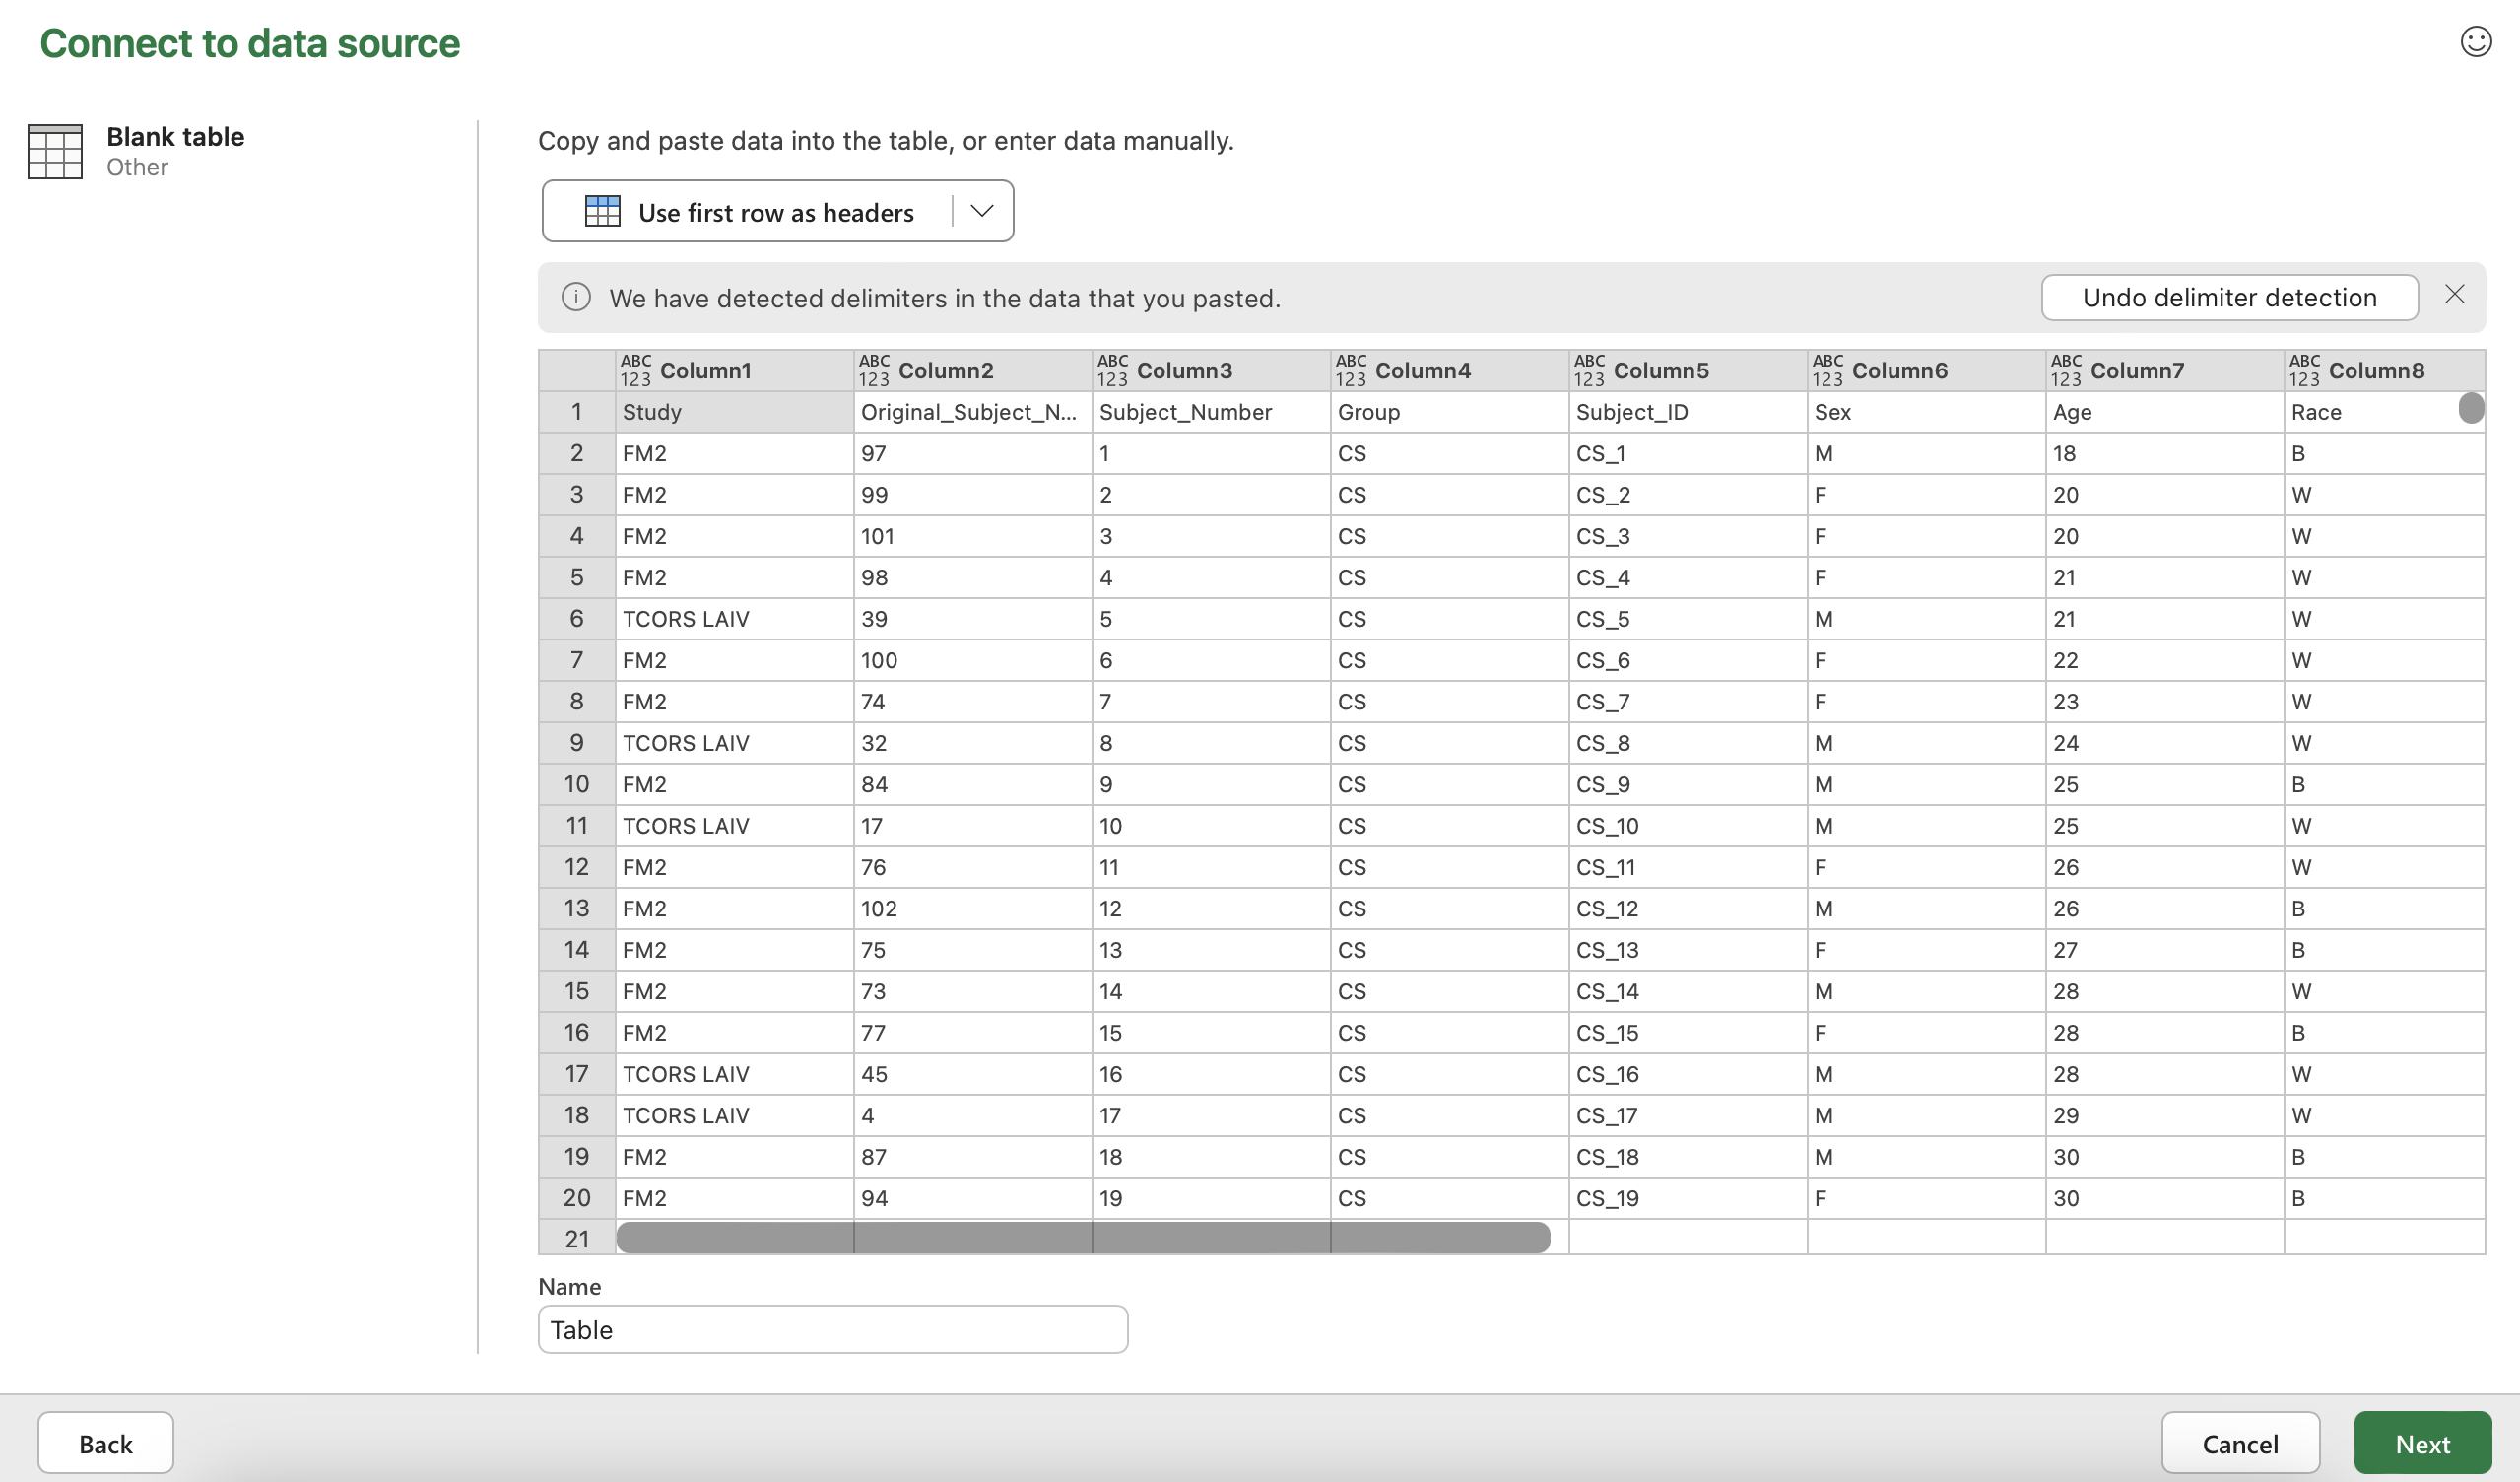 Connect to data source
Blank table
Other
Copy and paste data into the table, or enter data manually.
Use first row as headers
We have detected delimiters in the data that you pasted. Undo delimiter detection
ABC 123 Column1 ABC 123 Column2 ABC 123 Column3 ABC 123 Column4 ABC 123 Column5 ABC 123 Column6 ABC 123 Column7 ABC 123 Column8
1 Study Original_Subject_N... Subject_Number Group Subject_ID Sex Age Race
2 FM2 97 1 CS CS_1 M 18 B
3 FM2 99 2 CS CS_2 F 20 W
4 FM2 101 3 CS CS_3 F 20 W
5 FM2 98 4 CS CS_4 F 21 W
6 TCORS LAIV 39 5 CS CS_5 M 21 W
7 FM2 100 6 CS CS_6 F 22 W
8 FM2 74 7 CS CS_7 F 23 W
9 TCORS LAIV 32 8 CS CS_8 M 24 W
10 FM2 84 9 CS CS_9 M 25 B
11 TCORS LAIV 17 10 CS CS_10 M 25 W
12 FM2 76 11 CS CS_11 F 26 W
13 FM2 102 12 CS CS_12 M 26 B
14 FM2 75 13 CS CS_13 F 27 B
15 FM2 73 14 CS CS_14 M 28 W
16 FM2 77 15 CS CS_15 F 28 B
17 TCORS LAIV 45 16 CS CS_16 M 28 W
18 TCORS LAIV 4 17 CS CS_17 M 29 W
19 FM2 87 18 CS CS_18 M 30 B
20 FM2 94 19 CS CS_19 F 30 B
21
Name
Table
Back Cancel Next